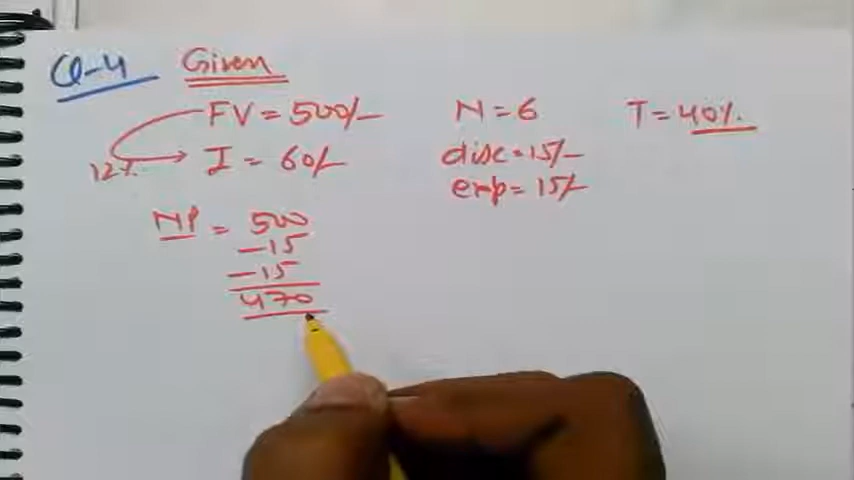 Q-4 Given
FV = 500/- N = 6 T = 40%.
12%. I = 60/- disc = 15/-
exp = 15/-
NP = 500
-15
-15
470